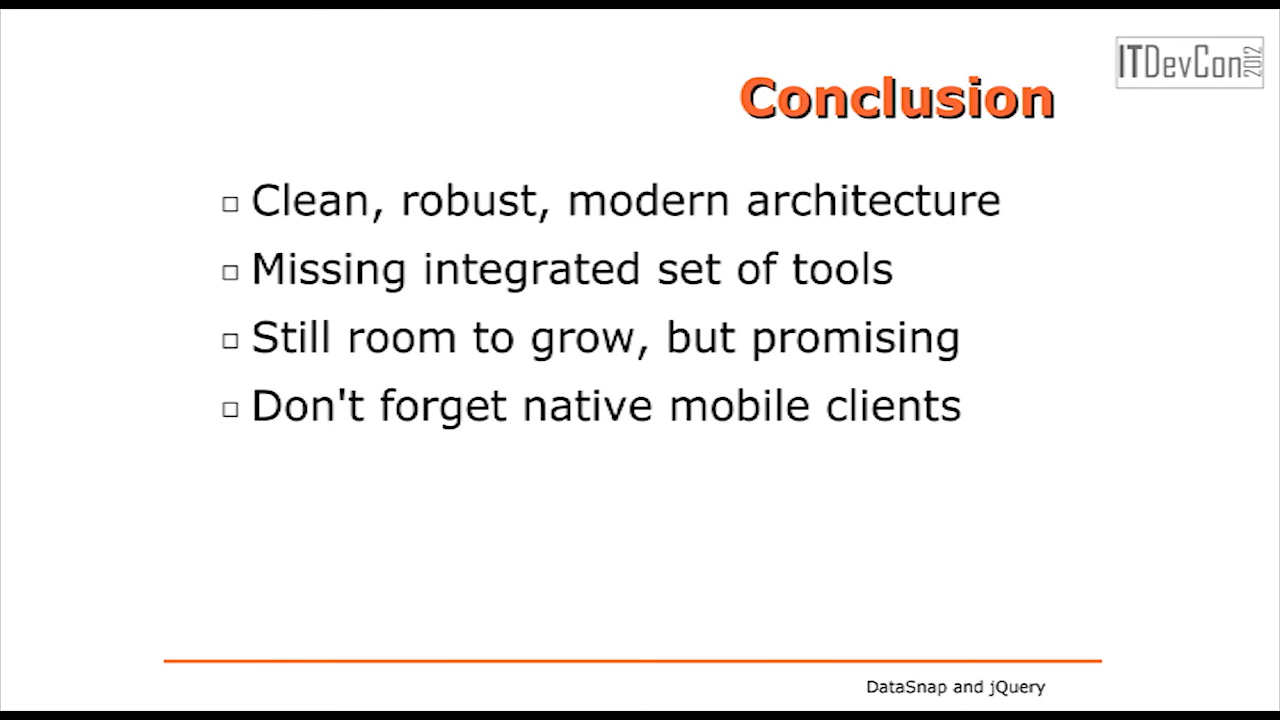 ITDevCon 2012
Conclusion
Clean, robust, modern architecture
Missing integrated set of tools
Still room to grow, but promising
Don't forget native mobile clients
DataSnap and jQuery